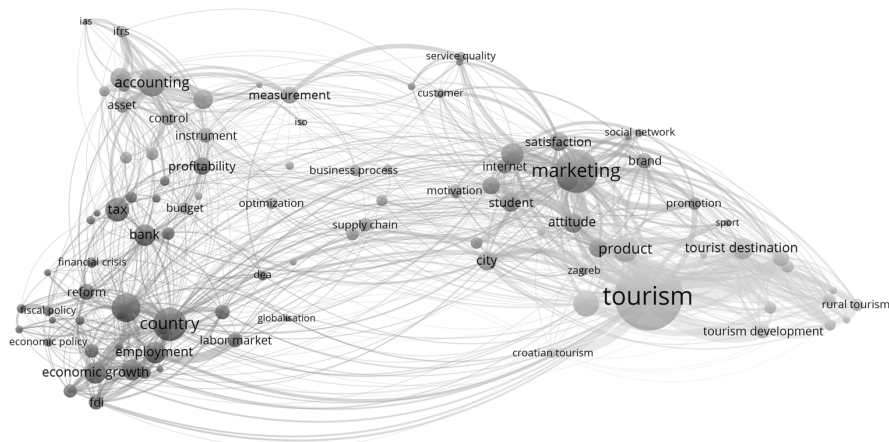 ias
ifrs
service quality
accounting
measurement
customer
asset
control
iso
social network
instrument
satisfaction
brand
internet
profitability
business process
marketing
motivation
budget
optimization
student
promotion
tax
attitude
sport
supply chain
bank
product
tourist destination
city
financial crisis
dea
zagreb
reform
tourism
rural tourism
fiscal policy
globalisation
country
tourism development
economic policy
labor market
employment
croatian tourism
economic growth
fdi